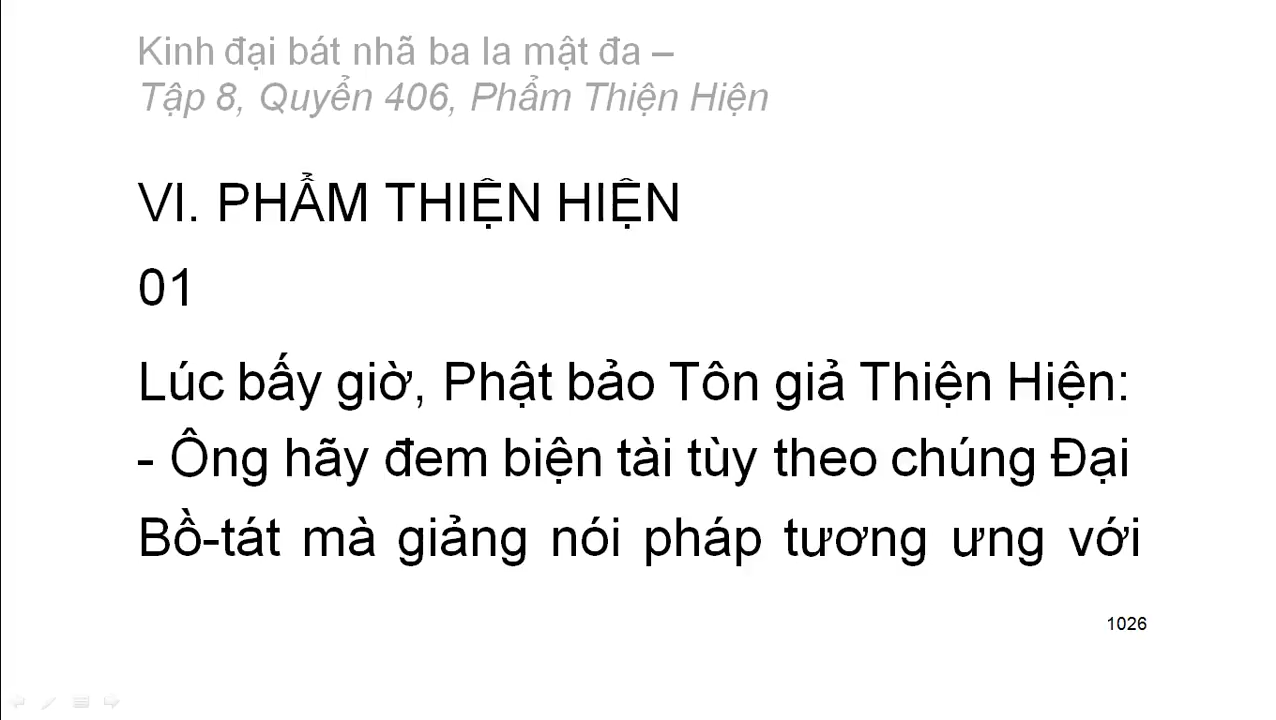 Kinh đại bát nhã ba la mật đa –
Tập 8, Quyển 406, Phẩm Thiện Hiện
VI. PHẨM THIỆN HIỆN
01
Lúc bấy giờ, Phật bảo Tôn giả Thiện Hiện:
- Ông hãy đem biện tài tùy theo chúng Đại
Bồ-tát mà giảng nói pháp tương ưng với
1026